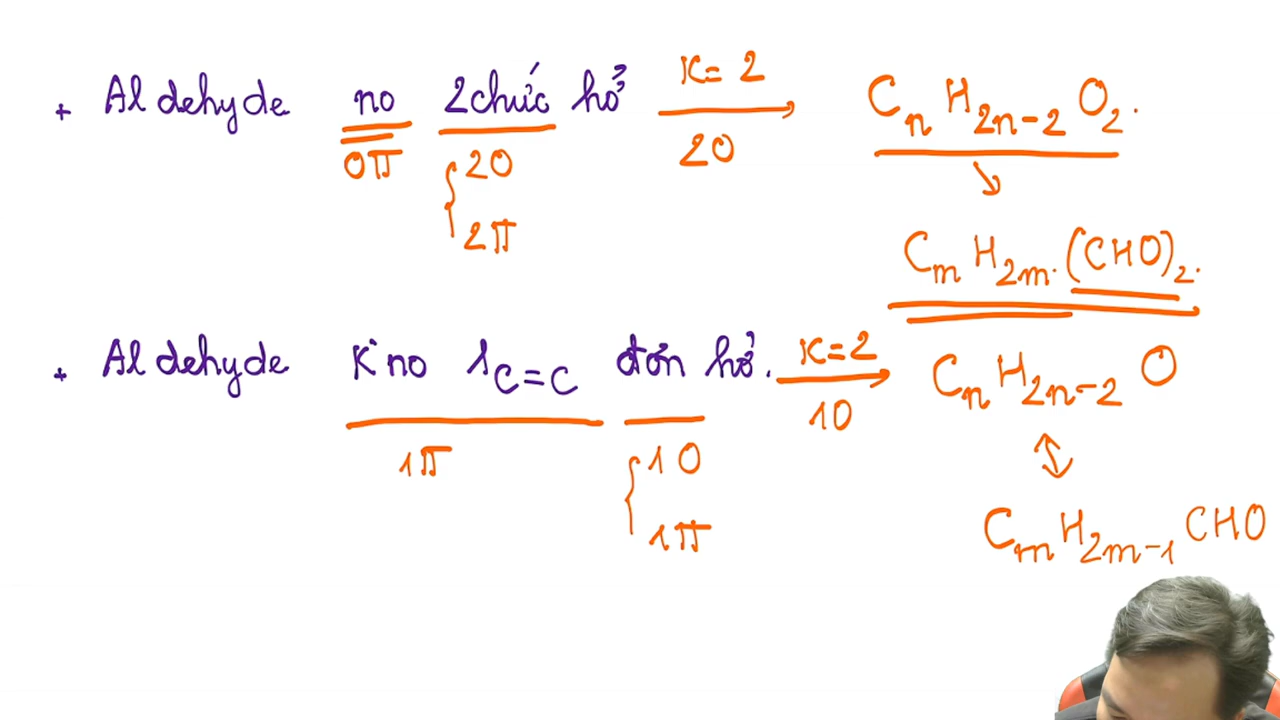 + Aldehyde no 2chức hở K=2 CnH2n-2O2.
0π {2O 2O
2π
CmH2m.(CHO)2.
+ Aldehyde K no 1C=C đơn hở. K=2 CnH2n-2O
1π {1O 1O
1π
CmH2m-1CHO